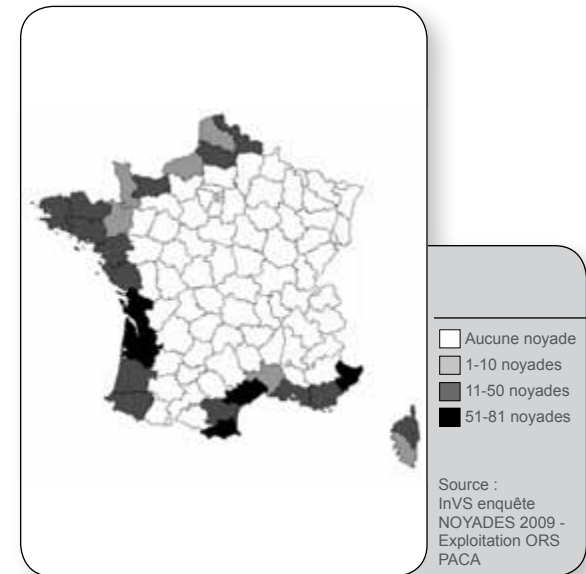 Aucune noyade
1-10 noyades
11-50 noyades
51-81 noyades
Source :
InVS enquête
NOYADES 2009 -
Exploitation ORS
PACA